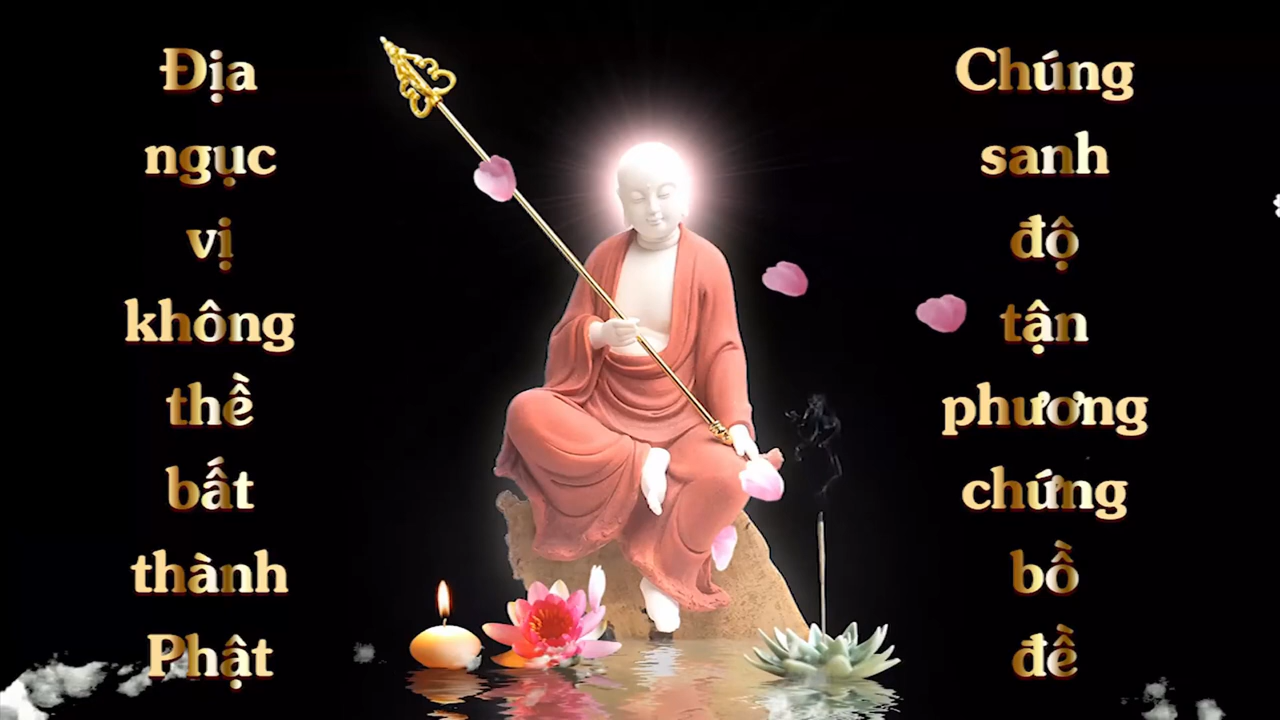 Địa
ngục
vị
không
thề
bất
thành
Phật
Chúng
sanh
độ
tận
phương
chứng
bồ
đề